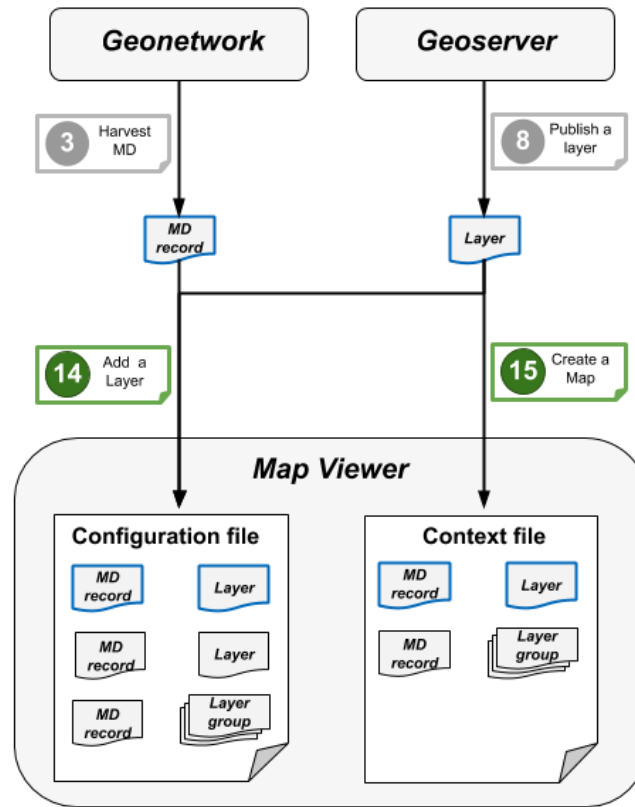 Geonetwork
Geoserver
3
Harvest
MD
8
Publish a
layer
MD
record
Layer
14
Add a
Layer
15
Create a
Map
Map Viewer
Configuration file
MD
record
Layer
MD
record
Layer
MD
record
Layer
group
Context file
MD
record
Layer
MD
record
Layer
group